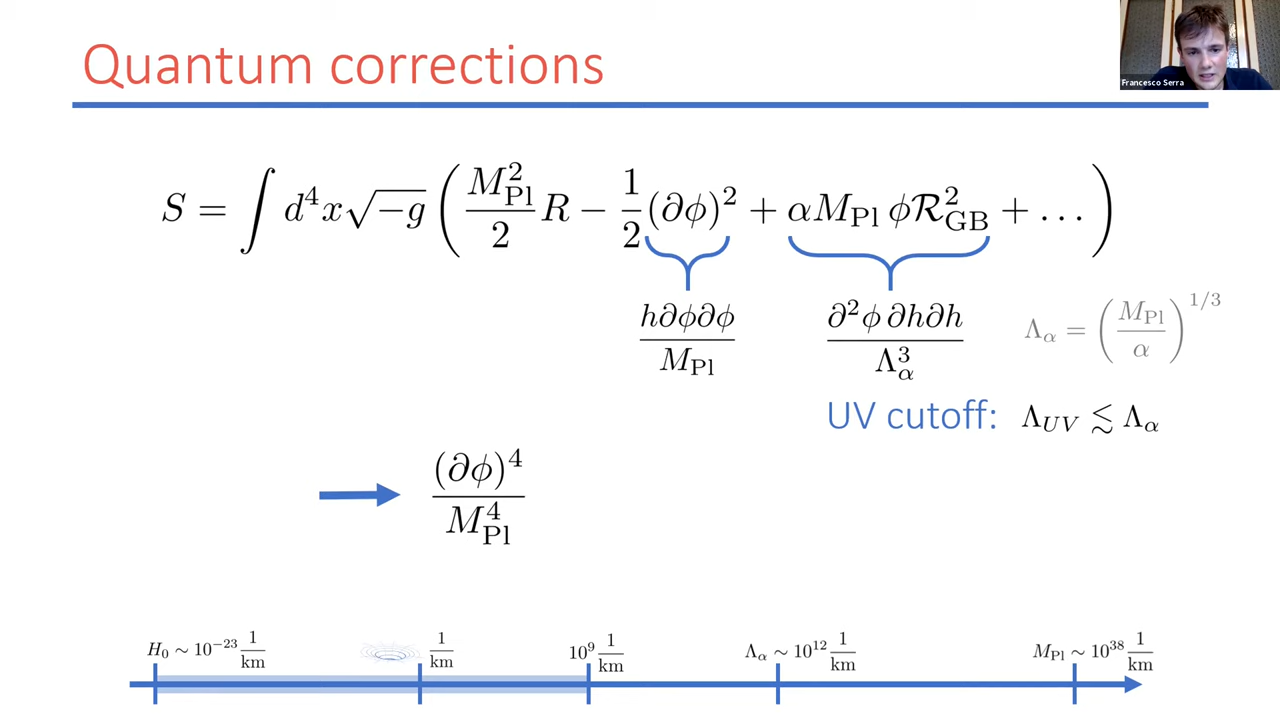 Quantum corrections
Francesco Serra
S = ∫ d⁴x√−g ( M²_Pl / 2 R − 1/2 (∂ϕ)² + αM_Pl ϕℛ²_GB + … )
h∂ϕ∂ϕ / M_Pl
∂²ϕ ∂h∂h / Λ³_α
Λ_α = ( M_Pl / α )^{1/3}
UV cutoff: Λ_UV ≲ Λ_α
(∂ϕ)⁴ / M⁴_Pl
H₀ ∼ 10⁻²³ 1/km
1/km
10⁹ 1/km
Λ_α ∼ 10¹² 1/km
M_Pl ∼ 10³⁸ 1/km